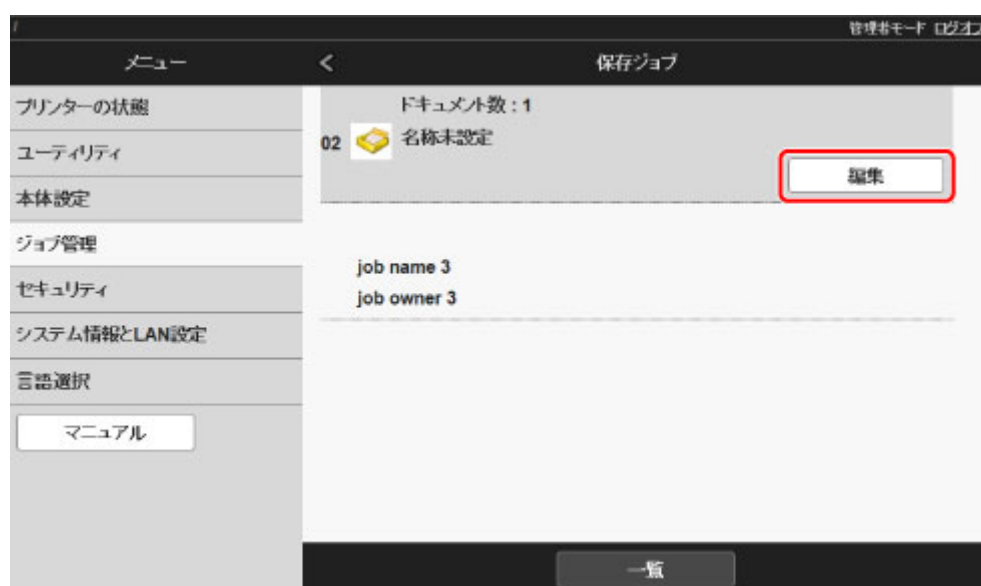 管理者モード ログオフ
メニュー
< 保存ジョブ
プリンターの状態
ユーティリティ
本体設定
ジョブ管理
セキュリティ
システム情報とLAN設定
言語選択
マニュアル
ドキュメント数 : 1
02 名称未設定
編集
job name 3
job owner 3
一覧